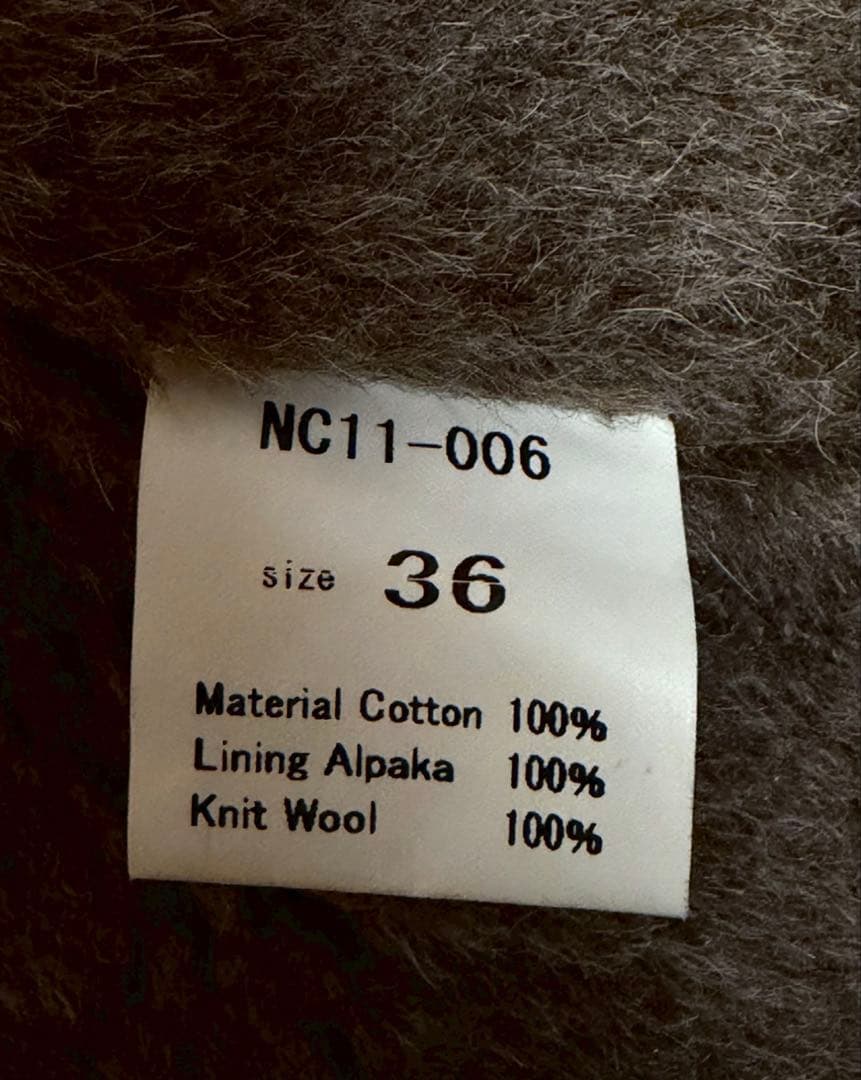 NC11-006
size 36
Material Cotton 100%
Lining Alpaka 100%
Knit Wool 100%